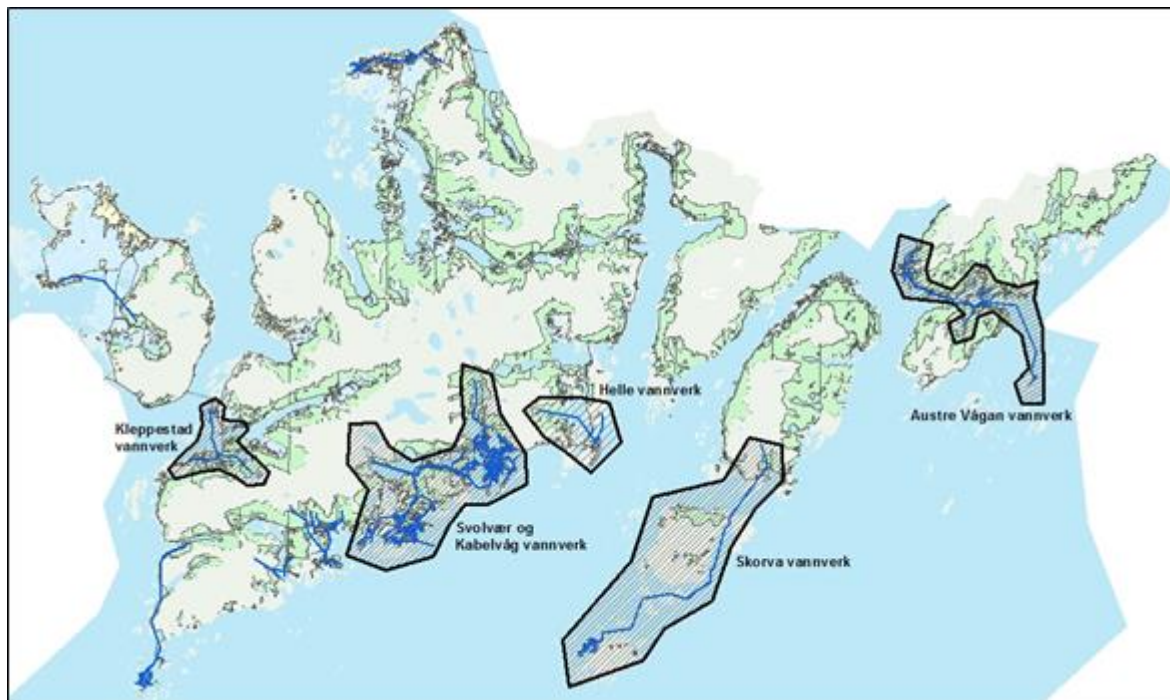 Helle vannverk
Austre Vågan vannverk
Kleppestad
vannverk
Svolvær og
Kabelvåg vannverk
Skorva vannverk